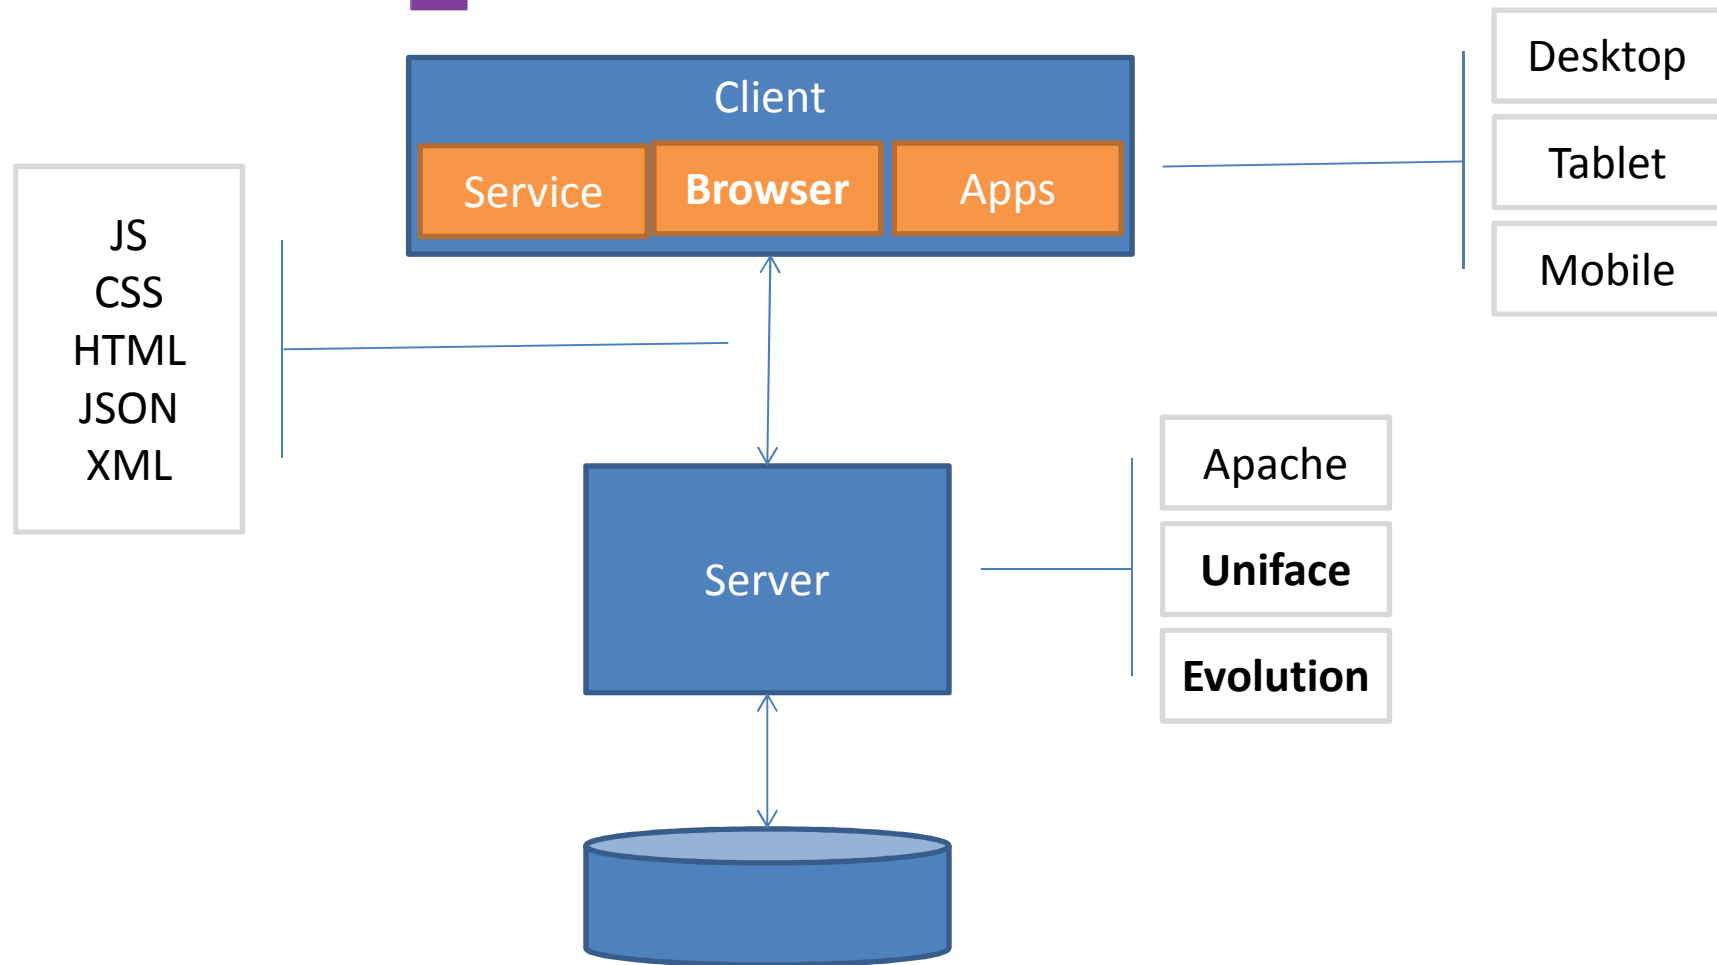 Client
Service
Browser
Apps
Desktop
Tablet
Mobile
JS
CSS
HTML
JSON
XML
Server
Apache
Uniface
Evolution